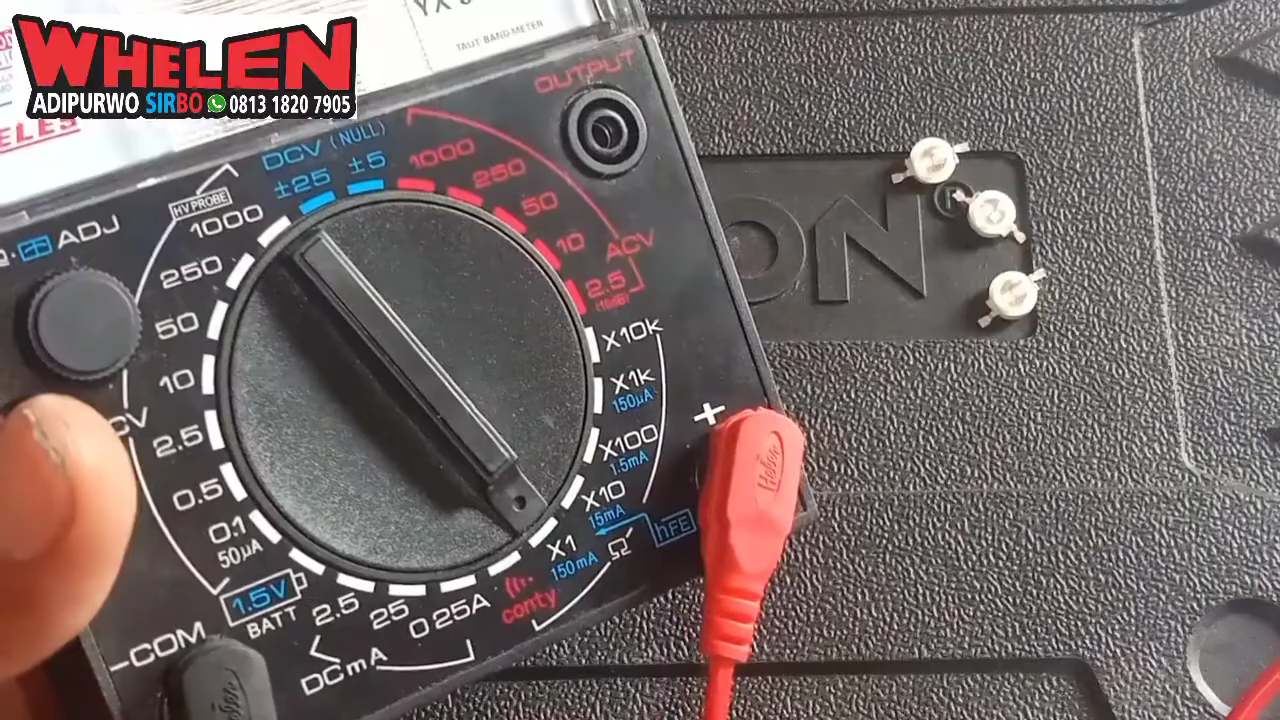 WHELEN
ADIPURWO SIRBO 0813 1820 7905
TAUT-BAND METER
OUTPUT
DCV (NULL)
±25 ±5
HV PROBE
1000
250
50
10
2.5
0.5
0.1
50µA
1.5V
BATT
1000
250
50
10
2.5
(10dB)
ACV
X10k
X1k
150µA
X100
1.5mA
X10
15mA
X1
150mA
Ω
hFE
conty
2.5
25
0.25A
DCmA
ADJ
-COM
+
Heles